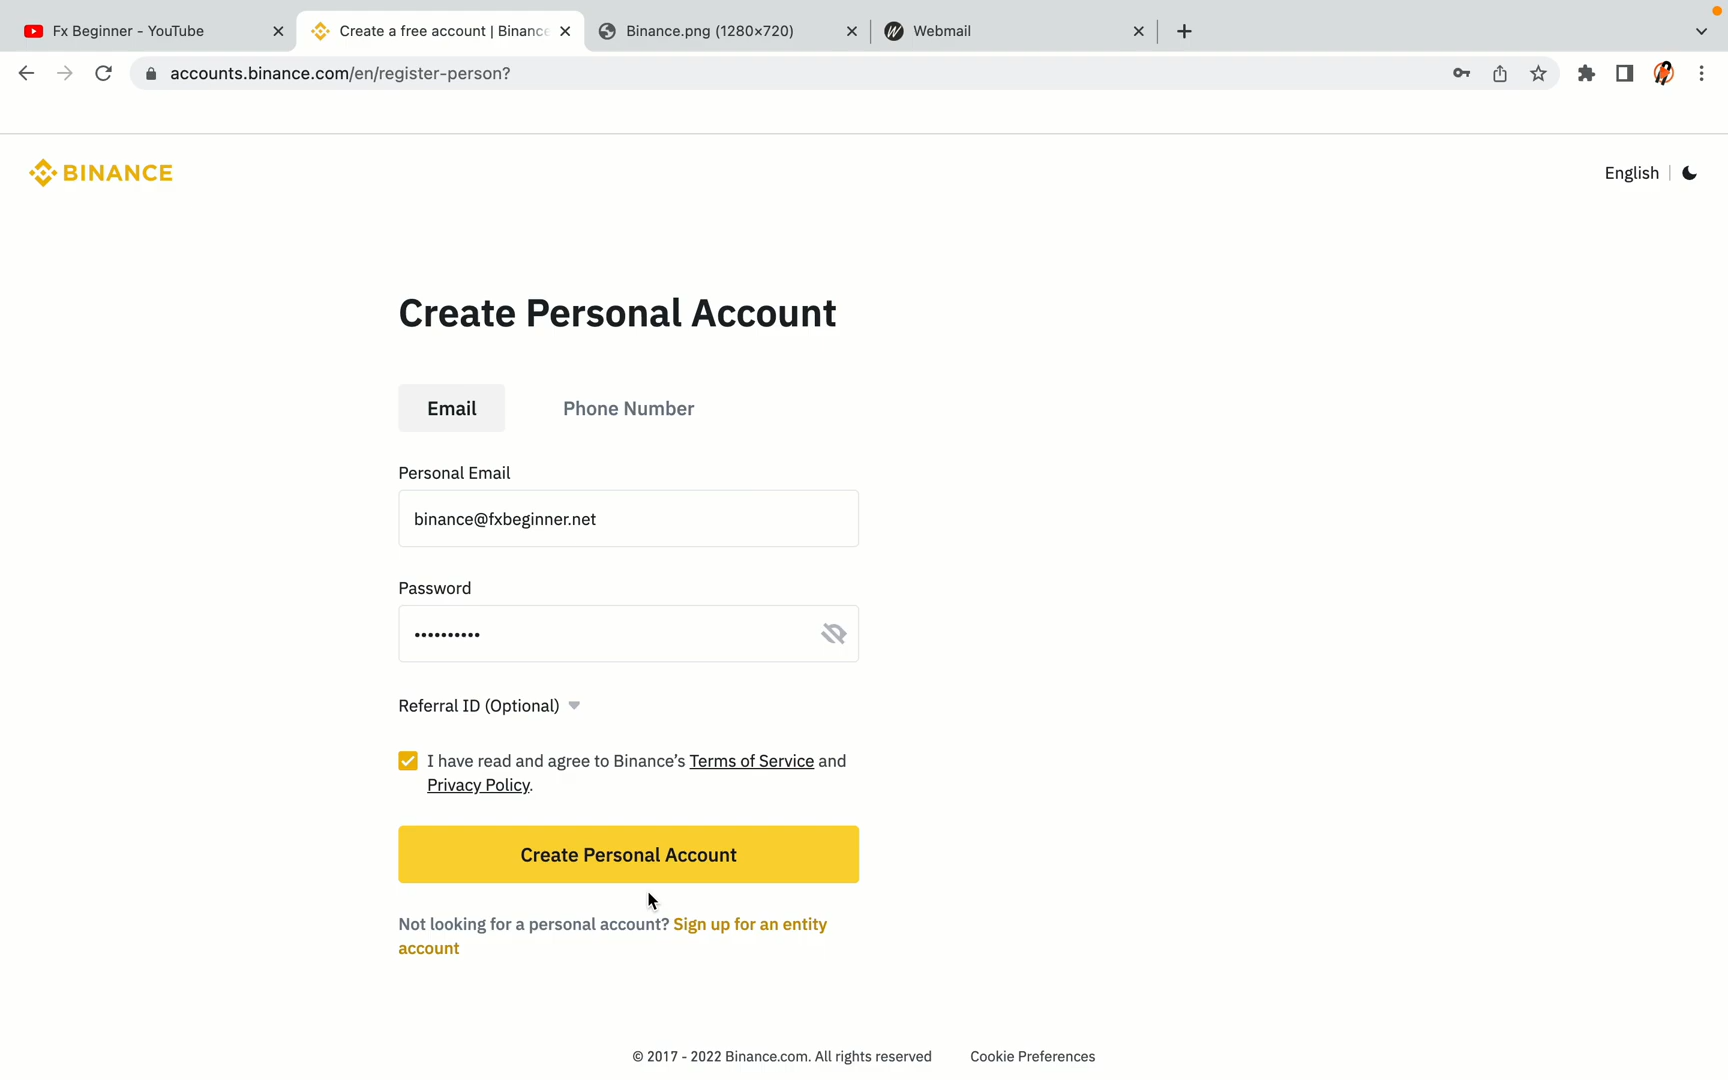 Fx Beginner - YouTube
Create a free account | Binance
Binance.png (1280×720)
Webmail
accounts.binance.com/en/register-person?
BINANCE
English
Create Personal Account
Email
Phone Number
Personal Email
binance@fxbeginner.net
Password
••••••••••
Referral ID (Optional)
I have read and agree to Binance’s Terms of Service and
Privacy Policy.
Create Personal Account
Not looking for a personal account? Sign up for an entity
account
© 2017 - 2022 Binance.com. All rights reserved
Cookie Preferences